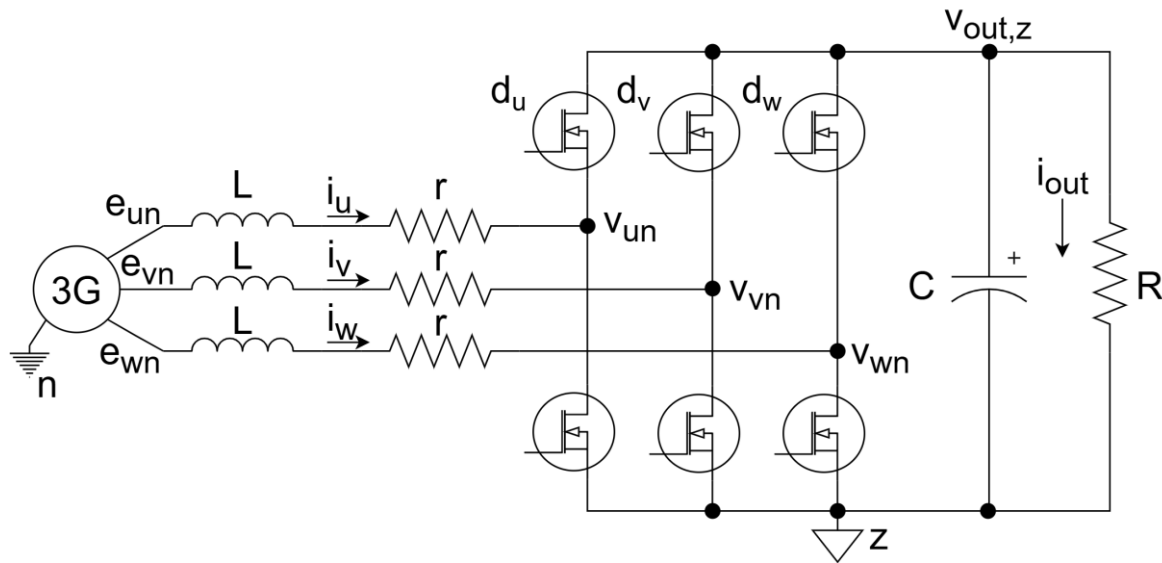 v_out,z
d_u d_v d_w
L i_u r
e_un v_un
i_out
L i_v r
e_vn
3G v_vn
+
C R
L i_w r
e_wn v_wn
n
z